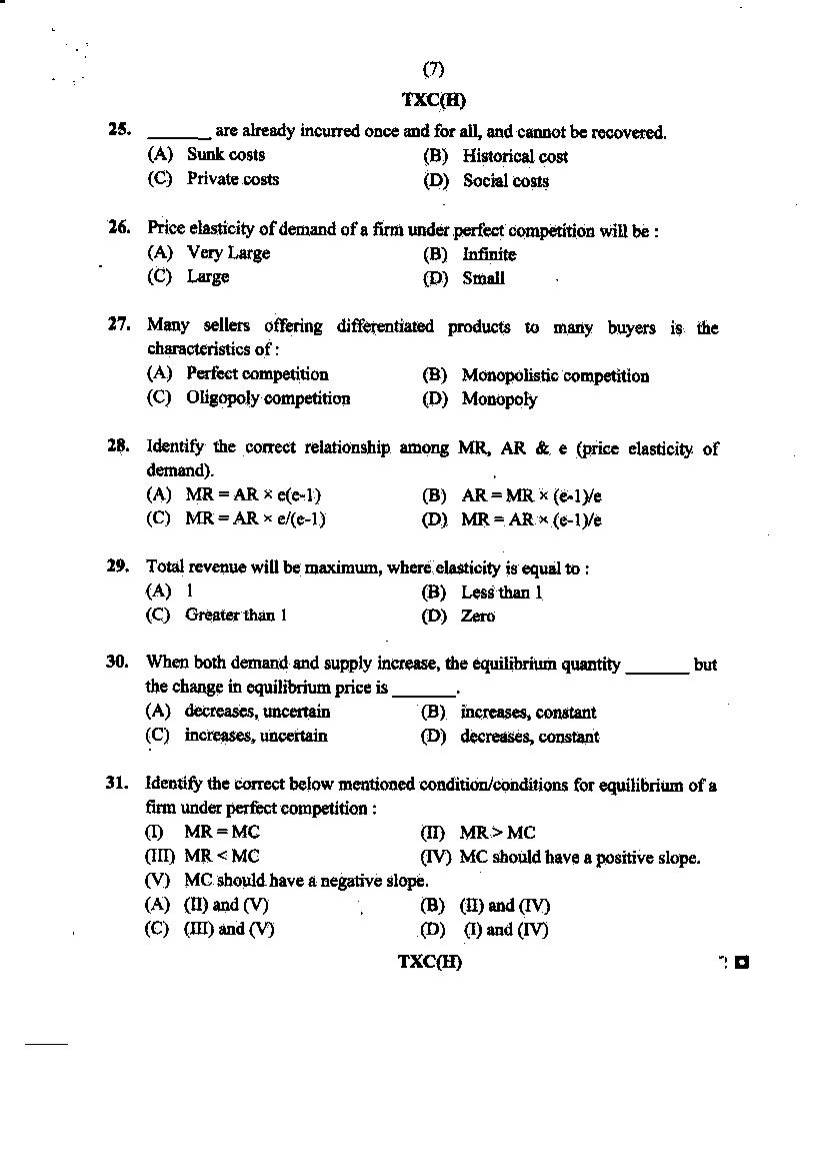 (7)
TXC(H)
25. ______ are already incurred once and for all, and cannot be recovered.
(A) Sunk costs (B) Historical cost
(C) Private costs (D) Social costs
26. Price elasticity of demand of a firm under perfect competition will be :
(A) Very Large (B) Infinite
(C) Large (D) Small
27. Many sellers offering differentiated products to many buyers is the
characteristics of :
(A) Perfect competition (B) Monopolistic competition
(C) Oligopoly competition (D) Monopoly
28. Identify the correct relationship among MR, AR & e (price elasticity of
demand).
(A) MR = AR × e(e-1) (B) AR = MR × (e-1)/e
(C) MR = AR × e/(e-1) (D) MR = AR × (e-1)/e
29. Total revenue will be maximum, where elasticity is equal to :
(A) 1 (B) Less than 1
(C) Greater than 1 (D) Zero
30. When both demand and supply increase, the equilibrium quantity ______ but
the change in equilibrium price is ______.
(A) decreases, uncertain (B) increases, constant
(C) increases, uncertain (D) decreases, constant
31. Identify the correct below mentioned condition/conditions for equilibrium of a
firm under perfect competition :
(I) MR = MC (II) MR > MC
(III) MR < MC (IV) MC should have a positive slope.
(V) MC should have a negative slope.
(A) (II) and (V) (B) (II) and (IV)
(C) (III) and (V) (D) (I) and (IV)
TXC(H)